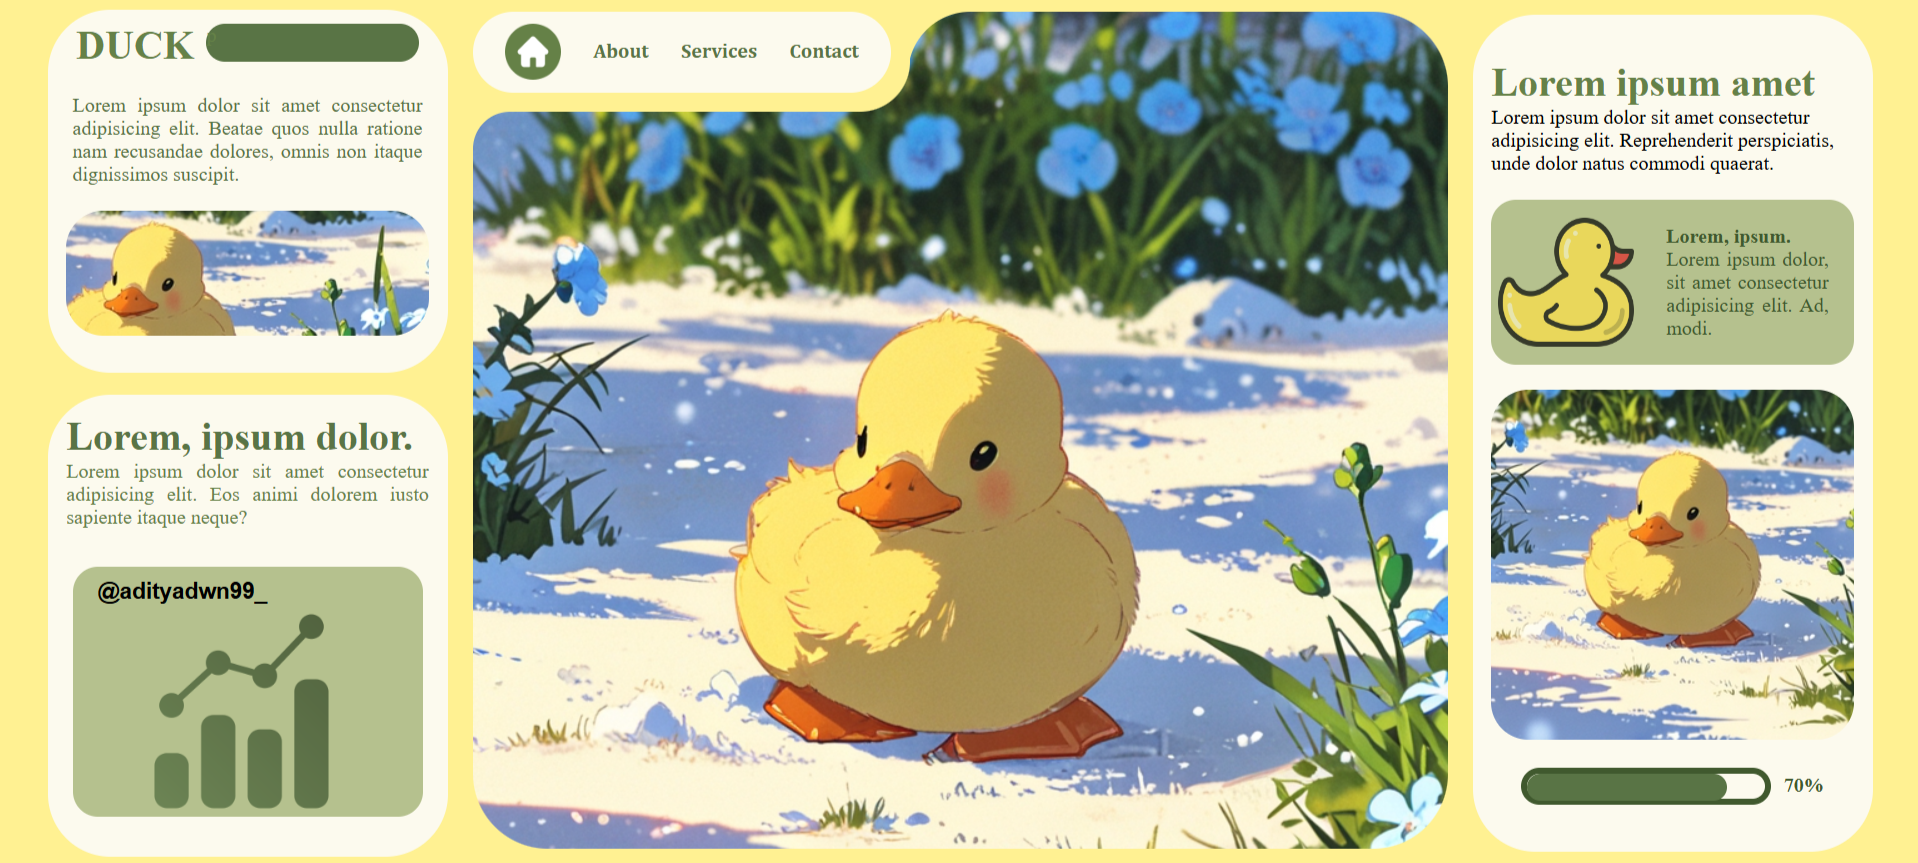 DUCK
Lorem ipsum dolor sit amet consectetur
adipisicing elit. Beatae quos nulla ratione
nam recusandae dolores, omnis non itaque
dignissimos suscipit.
Lorem, ipsum dolor.
Lorem ipsum dolor sit amet consectetur
adipisicing elit. Eos animi dolorem iusto
sapiente itaque neque?
@adityadwn99_
About Services Contact
Lorem ipsum amet
Lorem ipsum dolor sit amet consectetur
adipisicing elit. Reprehenderit perspiciatis,
unde dolor natus commodi quaerat.
Lorem, ipsum.
Lorem ipsum dolor,
sit amet consectetur
adipisicing elit. Ad,
modi.
70%